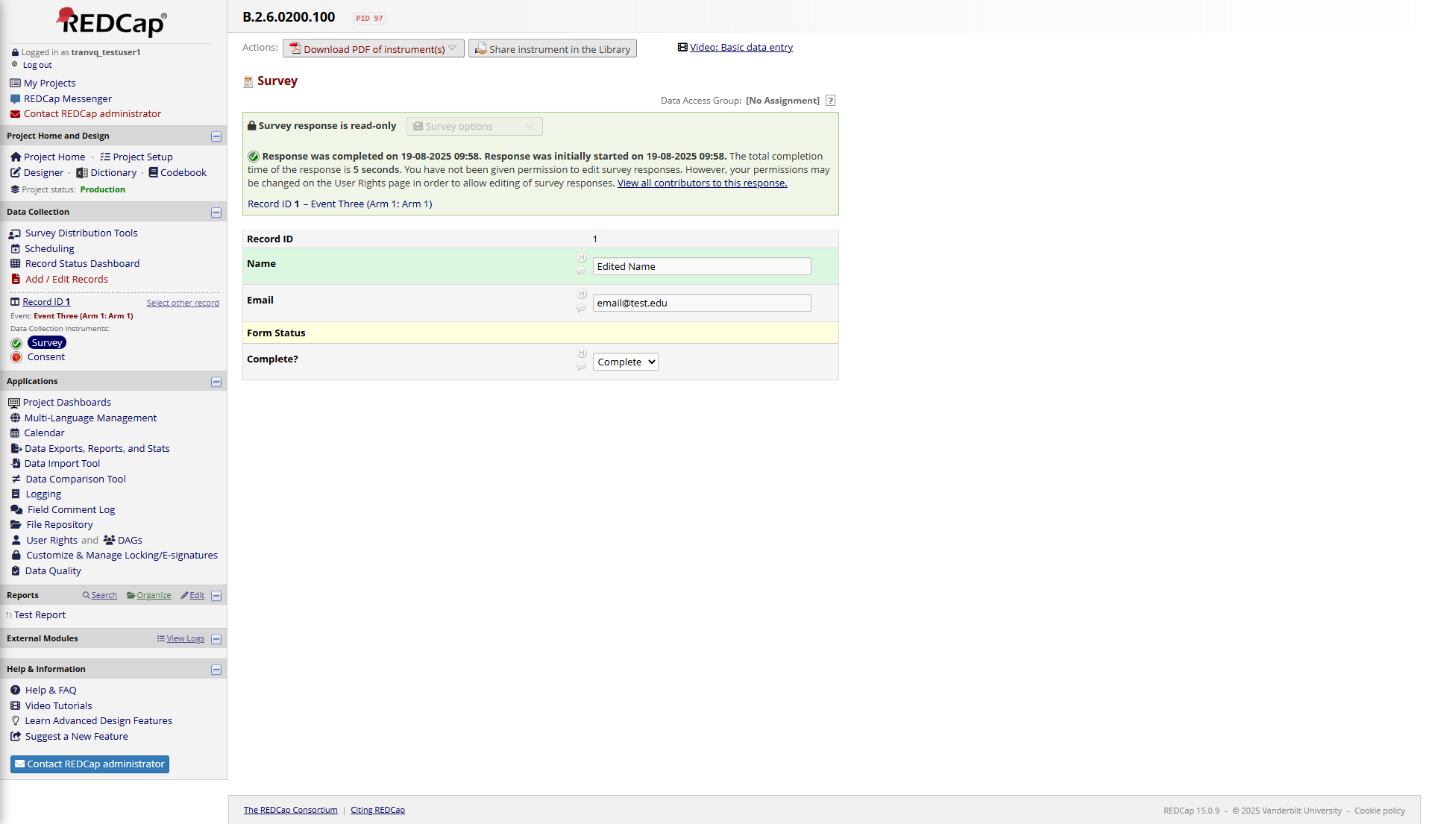 REDCap®
Logged in as tranvq_testuser1
Log out
My Projects
REDCap Messenger
Contact REDCap administrator
Project Home and Design
Project Home · Project Setup
Designer · Dictionary · Codebook
Project status: Production
Data Collection
Survey Distribution Tools
Scheduling
Record Status Dashboard
Add / Edit Records
Record ID 1 Select other record
Event: Event Three (Arm 1: Arm 1)
Data Collection Instruments:
Survey
Consent
Applications
Project Dashboards
Multi-Language Management
Calendar
Data Exports, Reports, and Stats
Data Import Tool
Data Comparison Tool
Logging
Field Comment Log
File Repository
User Rights and DAGs
Customize & Manage Locking/E-signatures
Data Quality
Reports Search Organize Edit
1) Test Report
External Modules View Logs
Help & Information
Help & FAQ
Video Tutorials
Learn Advanced Design Features
Suggest a New Feature
Contact REDCap administrator
B.2.6.0200.100 PID 97
Actions: Download PDF of instrument(s) Share instrument in the Library Video: Basic data entry
Survey
Data Access Group: [No Assignment] ?
Survey response is read-only Survey options
Response was completed on 19-08-2025 09:58. Response was initially started on 19-08-2025 09:58. The total completion
time of the response is 5 seconds. You have not been given permission to edit survey responses. However, your permissions may
be changed on the User Rights page in order to allow editing of survey responses. View all contributors to this response.
Record ID 1 – Event Three (Arm 1: Arm 1)
Record ID 1
Name H Edited Name
Email H email@test.edu
Form Status
Complete? H Complete
The REDCap Consortium | Citing REDCap
REDCap 15.0.9 - © 2025 Vanderbilt University - Cookie policy